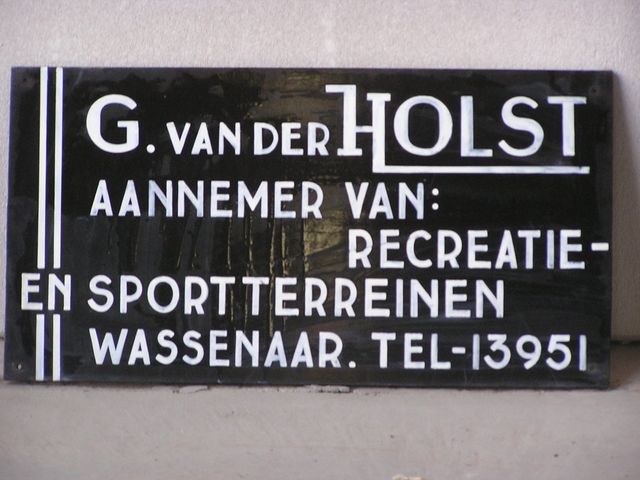 G. VAN DER HOLST
AANNEMER VAN:
RECREATIE-
EN SPORTTERREINEN
WASSENAAR. TEL-13951